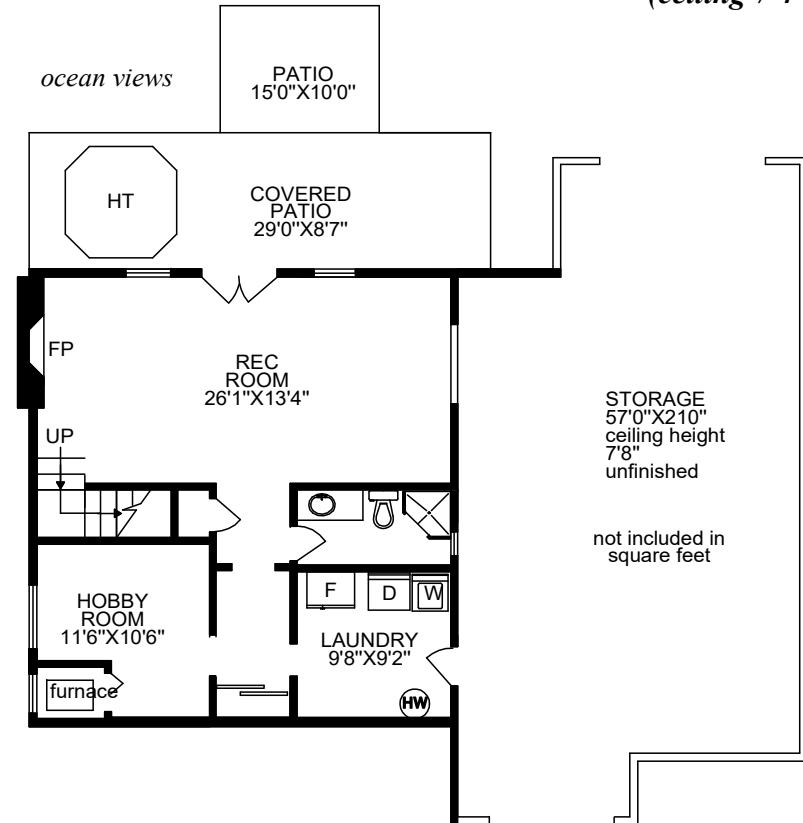 (ceiling
ocean views
PATIO
15'0"X10'0"
HT
COVERED
PATIO
29'0"X8'7"
FP
REC
ROOM
26'1"X13'4"
UP
STORAGE
57'0"X210"
ceiling height
7'8"
unfinished
not included in
square feet
F
D
W
HOBBY
ROOM
11'6"X10'6"
LAUNDRY
9'8"X9'2"
furnace
HW